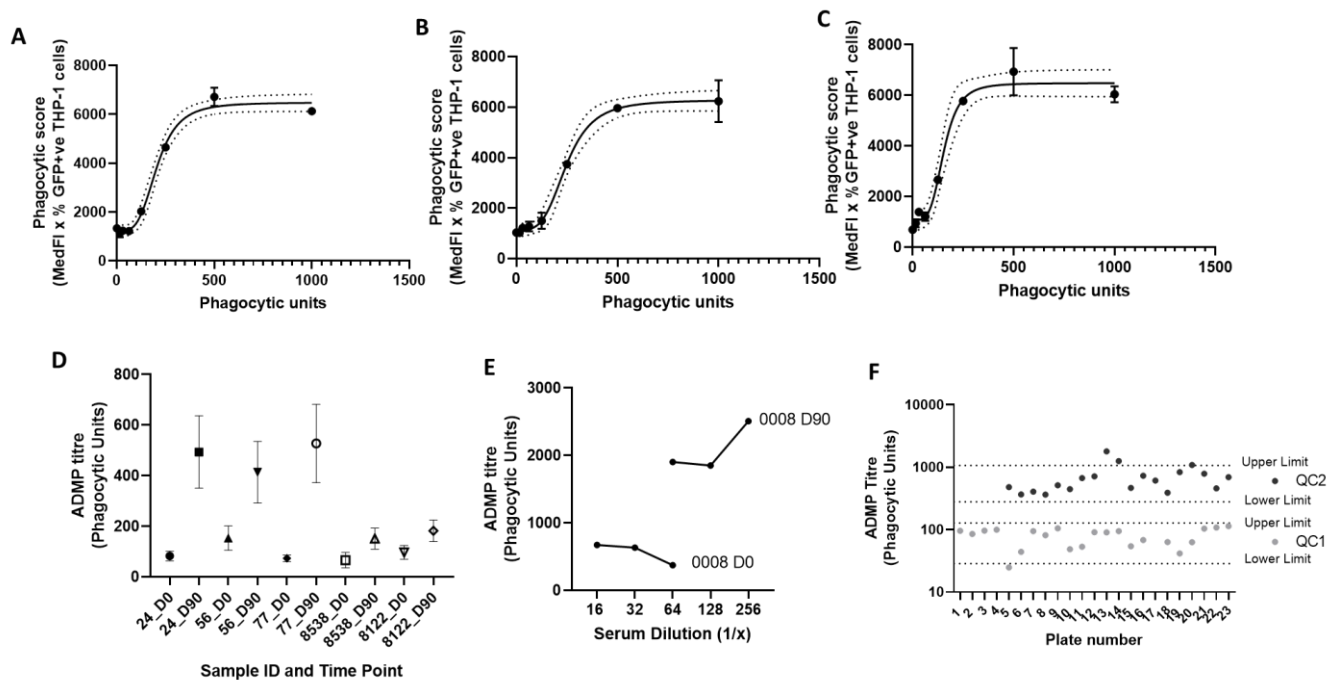 A
Phagocytic score
(MedFI x % GFP+ve THP-1 cells)
8000
6000
4000
2000
0
0 500 1000 1500
Phagocytic units
B
Phagocytic score
(MedFI x % GFP+ve THP-1 cells)
8000
6000
4000
2000
0
0 500 1000 1500
Phagocytic units
C
Phagocytic score
(MedFI x % GFP+ve THP-1 cells)
8000
6000
4000
2000
0
0 500 1000 1500
Phagocytic units
D
ADMP titre
(Phagocytic Units)
800
600
400
200
0
24_D0
24_D90
56_D0
56_D90
77_D0
77_D90
8538_D0
8538_D90
8122_D0
8122_D90
Sample ID and Time Point
E
ADMP titre
(Phagocytic Units)
3000
2000
1000
0
0008 D90
0008 D0
16 32 64 128 256
Serum Dilution (1/x)
F
ADMP Titre
(Phagocytic Units)
10000
1000
100
10
Upper Limit
QC2
Lower Limit
Upper Limit
QC1
Lower Limit
1 2 3 4 5 6 7 8 9 10 11 12 13 14 15 16 17 18 19 20 21 22 23
Plate number